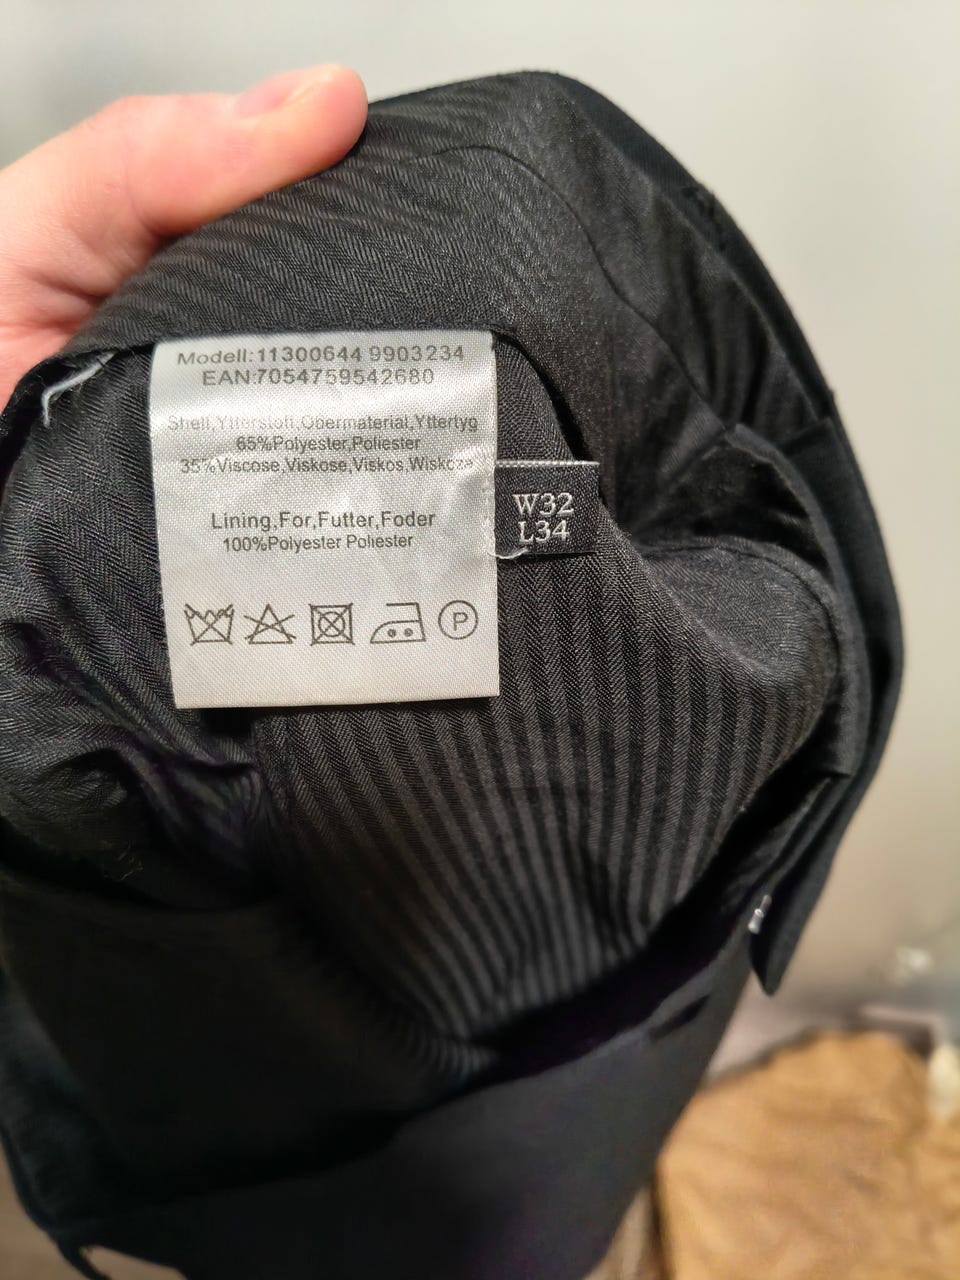 Modell:11300644 9903234
EAN:7054759542680
Shell,Ytterstoff,Obermaterial,Yttertyg
65%Polyester,Poliester
35%Viscose,Viskose,Viskos,Wiskoza
Lining,For,Futter,Foder
100%Polyester Poliester
P
W32
L34